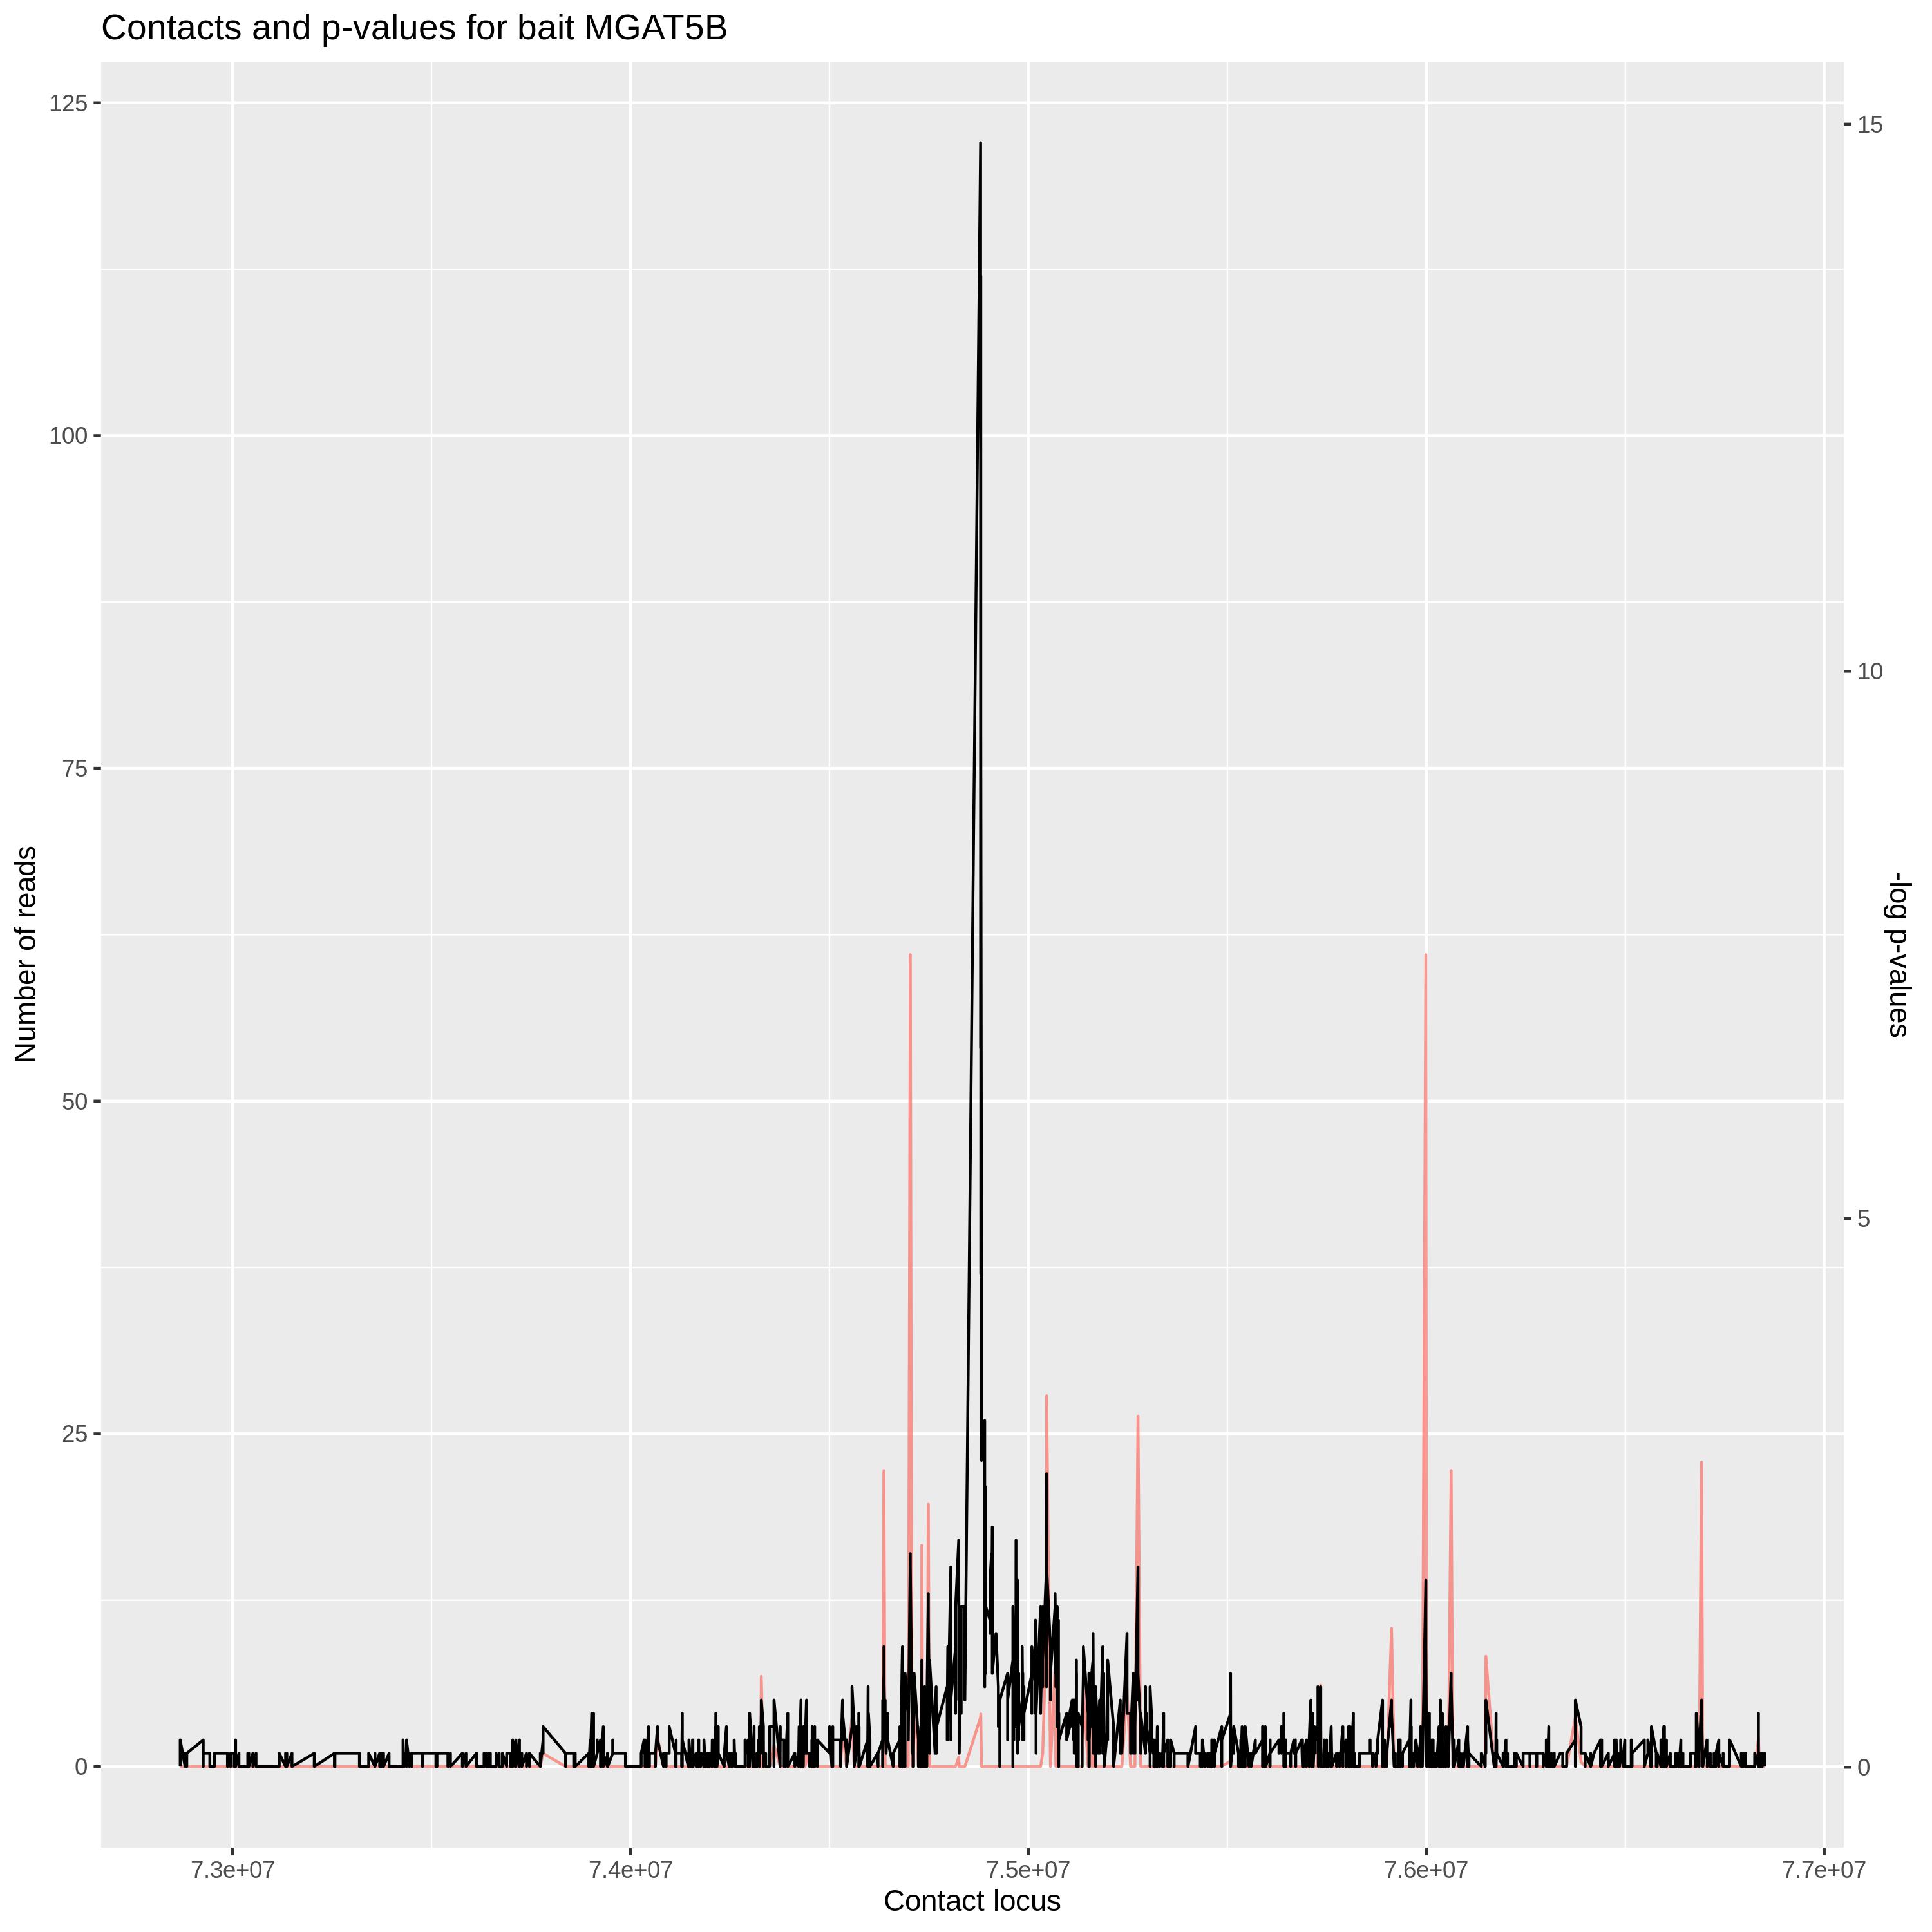 Contacts and p-values for bait MGAT5B
125
100
75
50
25
0
Number of reads
15
10
5
0
-log p-values
7.3e+07
7.4e+07
7.5e+07
7.6e+07
7.7e+07
Contact locus